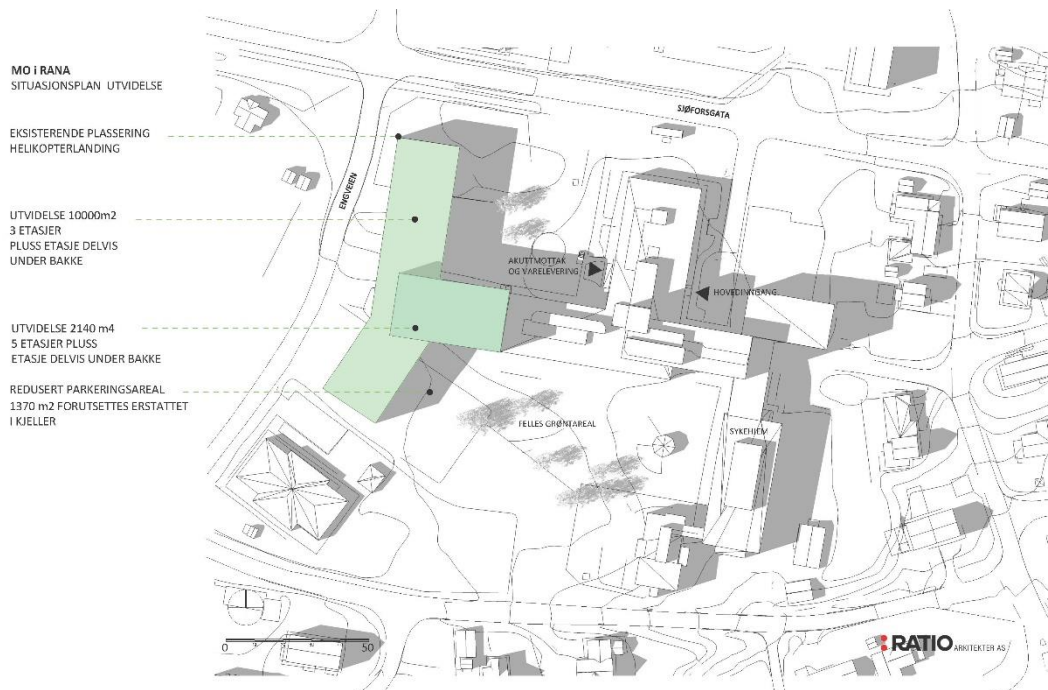 MO i RANA
SITUASJONSPLAN UTVIDELSE
EKSISTERENDE PLASSERING
HELIKOPTERLANDING
UTVIDELSE 10000m2
3 ETASJER
PLUSS ETASJE DELVIS
UNDER BAKKE
UTVIDELSE 2140 m4
5 ETASJER PLUSS
ETASJE DELVIS UNDER BAKKE
REDUSERT PARKERINGSAREAL
1370 m2 FORUTSETTES ERSTATTET
I KJELLER
SJØFORSGATA
ENGVEIEN
AKUTTMOTTAK
OG VARELEVERING
HOVEDINNGANG
FELLES GRØNTAREAL
SYKEHJEM
0 50
RATIO ARKITEKTER AS